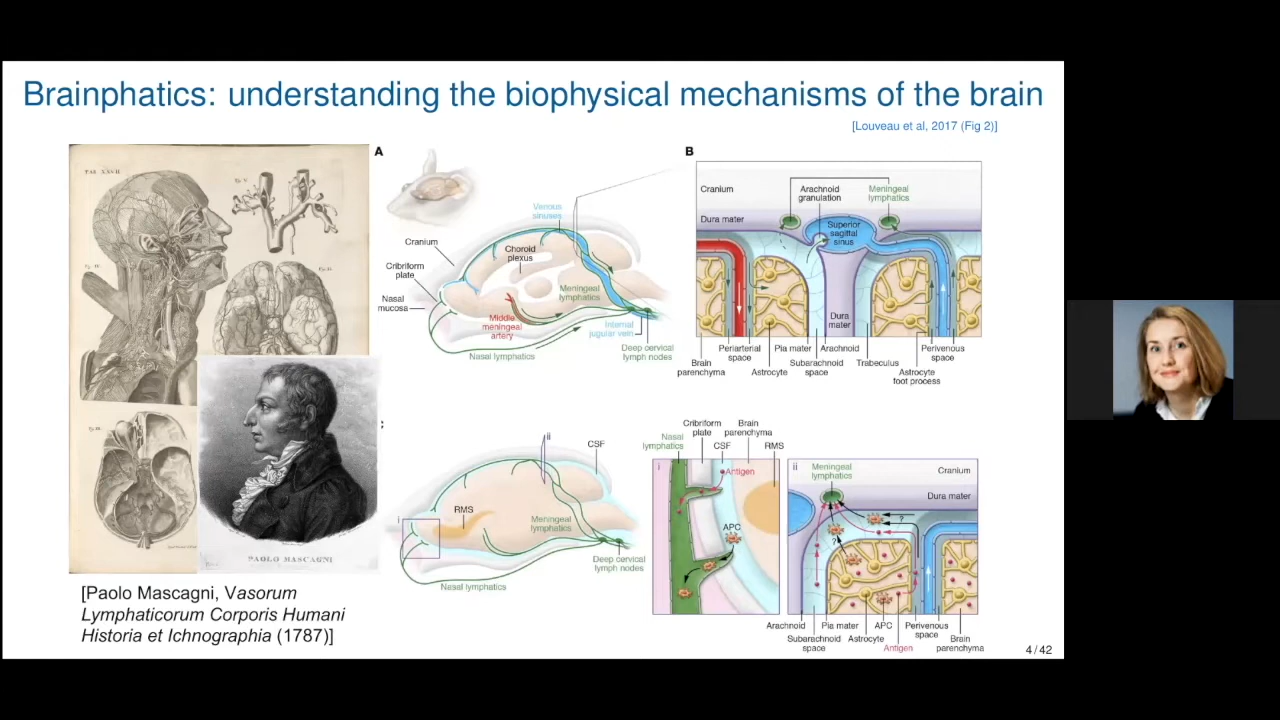 Brainphatics: understanding the biophysical mechanisms of the brain
[Louveau et al, 2017 (Fig 2)]
TAB. XXVII.
PAOLO MASCAGNI
[Paolo Mascagni, Vasorum
Lymphaticorum Corporis Humani
Historia et Ichnographia (1787)]
A
Venous
sinuses
Cranium
Choroid
plexus
Cribriform
plate
Nasal
mucosa
Meningeal
lymphatics
Middle
meningeal
artery
Internal
jugular vein
Nasal lymphatics
Deep cervical
lymph nodes
B
Cranium
Arachnoid
granulation
Meningeal
lymphatics
Dura mater
Superior
sagittal
sinus
Dura
mater
Brain
parenchyma
Periarterial
space
Astrocyte
Pia mater
Subarachnoid
space
Arachnoid
Trabeculus
Astrocyte
foot process
Perivenous
space
ii
CSF
RMS
i
Meningeal
lymphatics
Deep cervical
lymph nodes
Nasal lymphatics
Nasal
lymphatics
Cribriform
plate
CSF
Brain
parenchyma
RMS
i
Antigen
APC
ii
Meningeal
lymphatics
Cranium
Dura mater
?
?
Arachnoid
Subarachnoid
space
Pia mater
Astrocyte
APC
Antigen
Perivenous
space
Brain
parenchyma
4 / 42